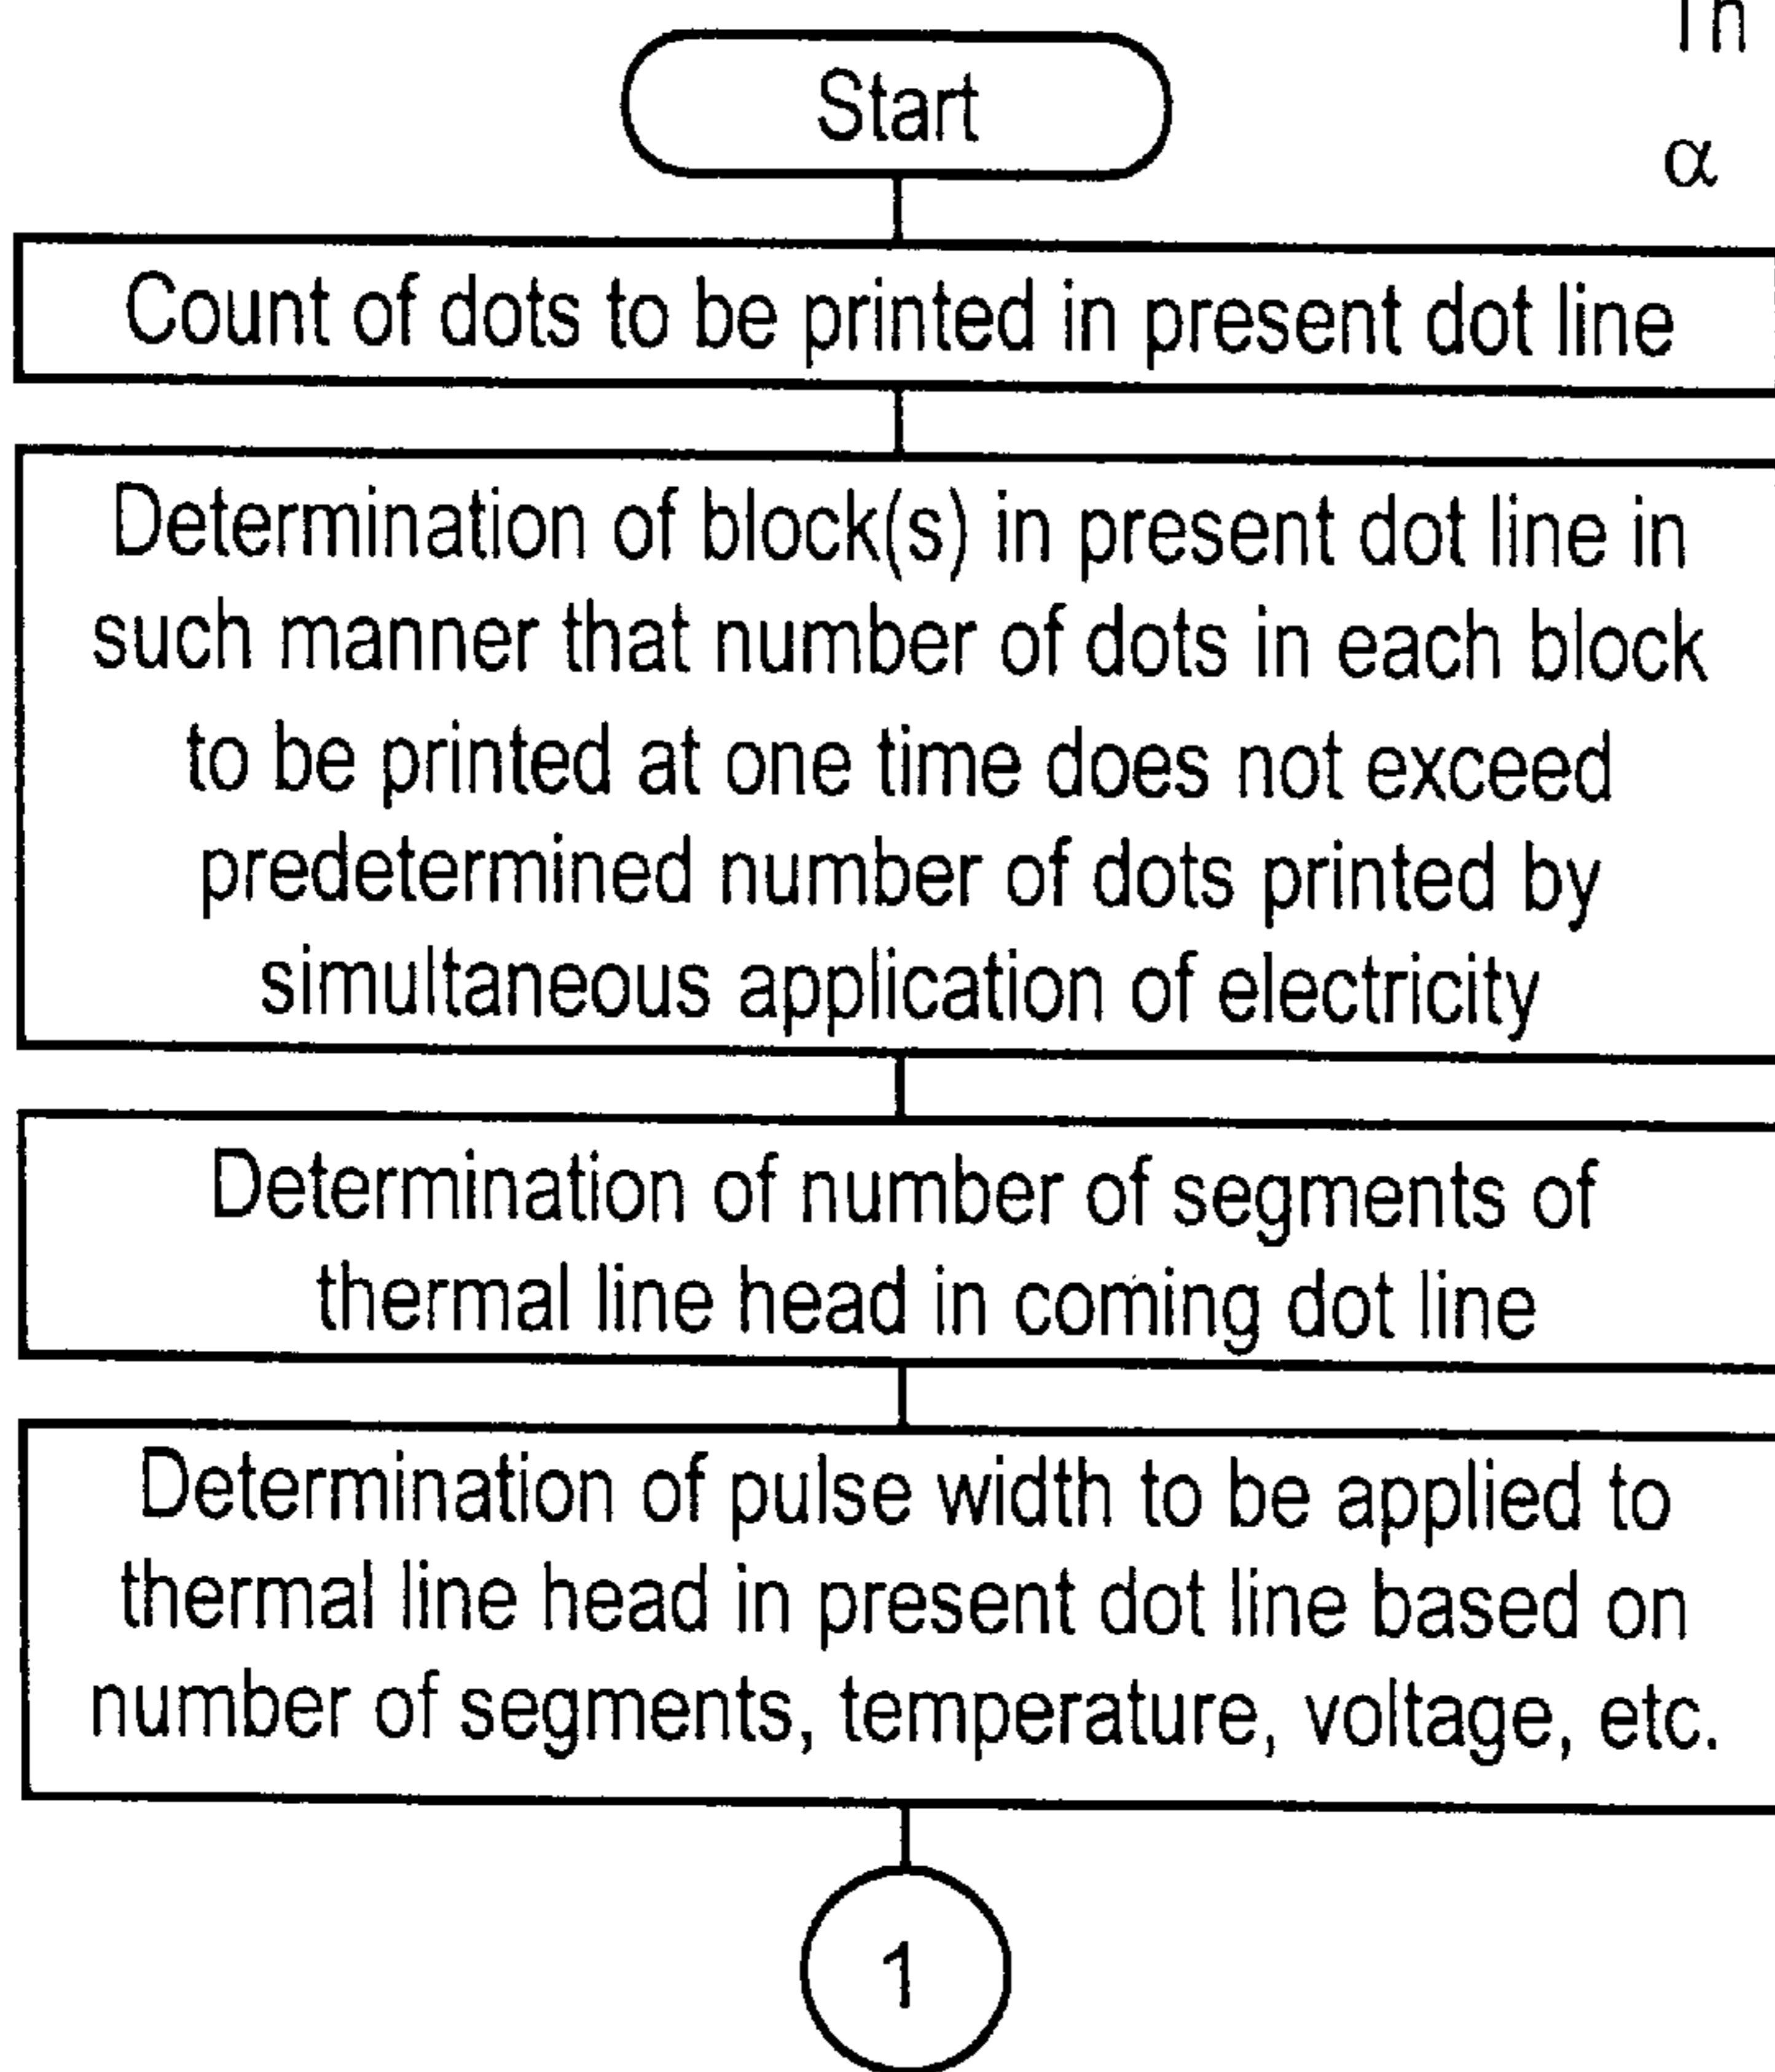 Th
Start
α
Count of dots to be printed in present dot line
Determination of block(s) in present dot line in
such manner that number of dots in each block
to be printed at one time does not exceed
predetermined number of dots printed by
simultaneous application of electricity
Determination of number of segments of
thermal line head in coming dot line
Determination of pulse width to be applied to
thermal line head in present dot line based on
number of segments, temperature, voltage, etc.
1